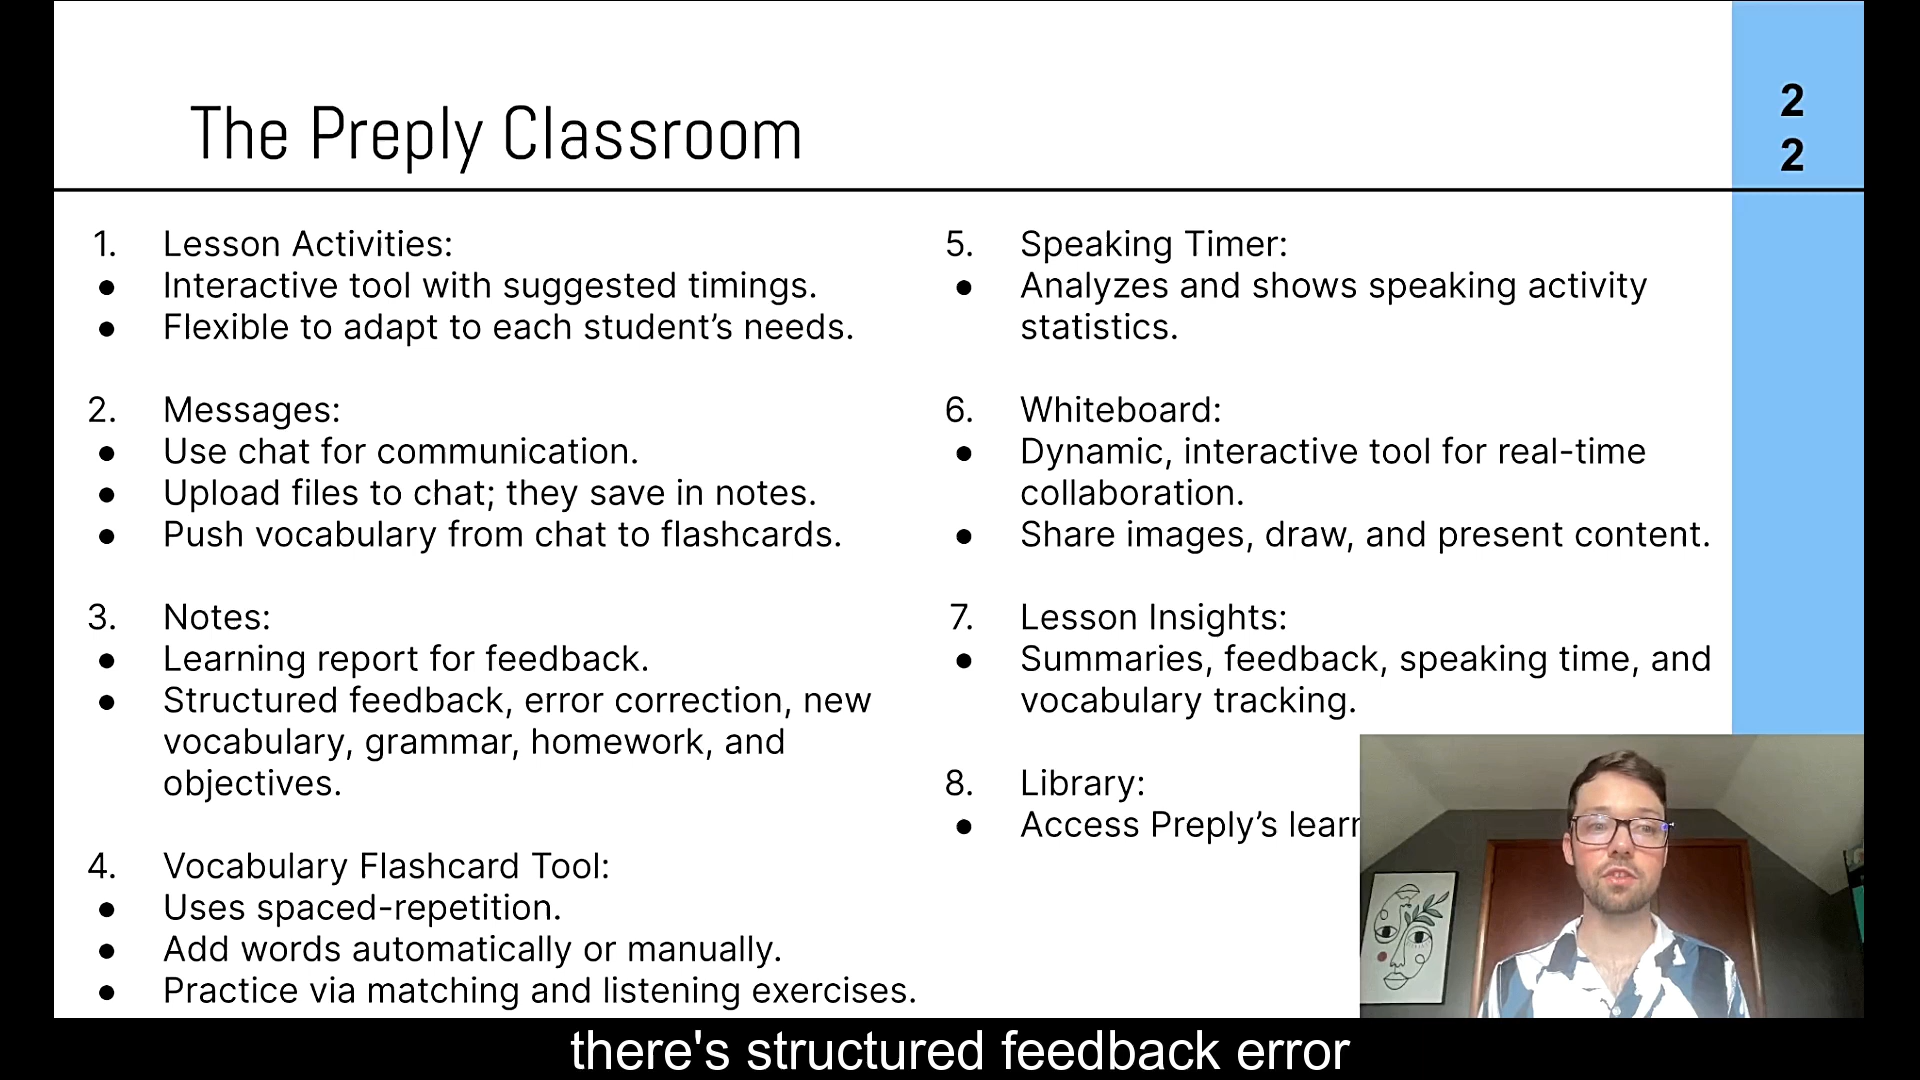 The Preply Classroom
2
2
1. Lesson Activities:
● Interactive tool with suggested timings.
● Flexible to adapt to each student’s needs.
2. Messages:
● Use chat for communication.
● Upload files to chat; they save in notes.
● Push vocabulary from chat to flashcards.
3. Notes:
● Learning report for feedback.
● Structured feedback, error correction, new
vocabulary, grammar, homework, and
objectives.
4. Vocabulary Flashcard Tool:
● Uses spaced-repetition.
● Add words automatically or manually.
● Practice via matching and listening exercises.
5. Speaking Timer:
● Analyzes and shows speaking activity
statistics.
6. Whiteboard:
● Dynamic, interactive tool for real-time
collaboration.
● Share images, draw, and present content.
7. Lesson Insights:
● Summaries, feedback, speaking time, and
vocabulary tracking.
8. Library:
● Access Preply’s
there's structured feedback error